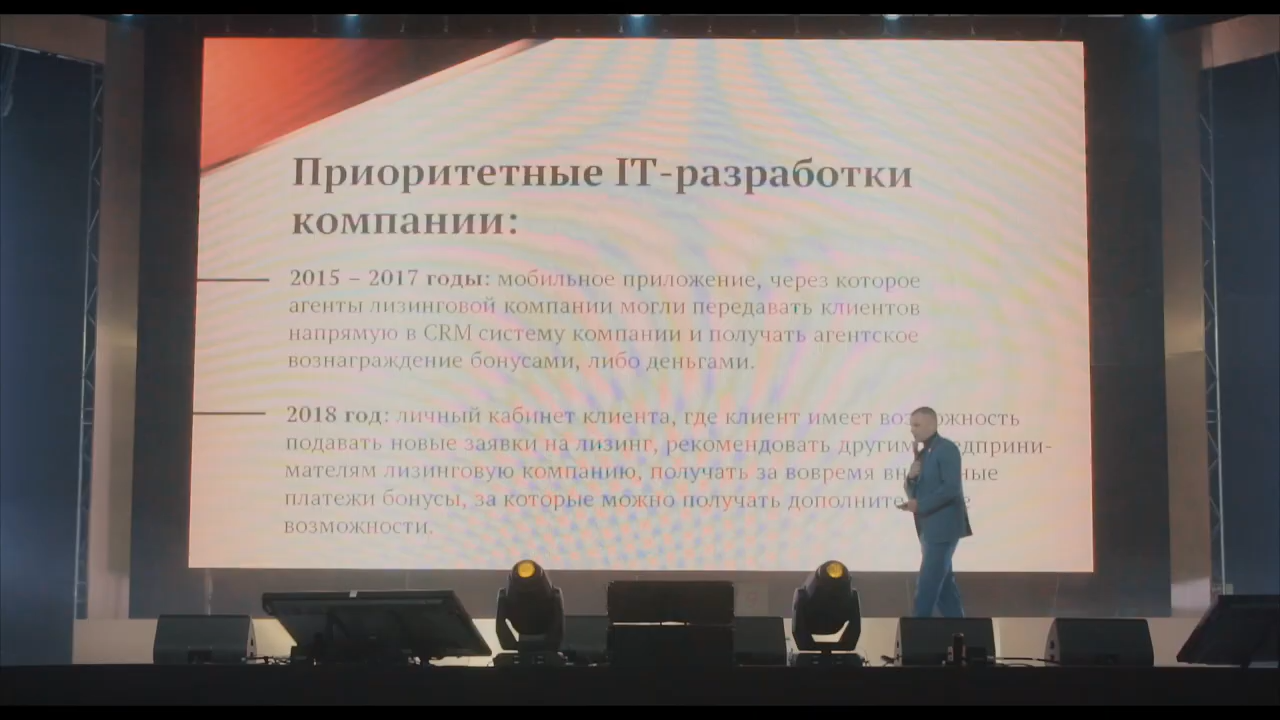 Приоритетные IT-разработки
компании:
2015 – 2017 годы: мобильное приложение, через которое
агенты лизинговой компании могли передавать клиентов
напрямую в CRM систему компании и получать агентское
вознаграждение бонусами, либо деньгами.
2018 год: личный кабинет клиента, где клиент имеет
подавать новые заявки на лизинг, рекомендовать другим
мателям лизинговую компанию, получать за вовремя
платежи бонусы, за которые можно получать
возможности.